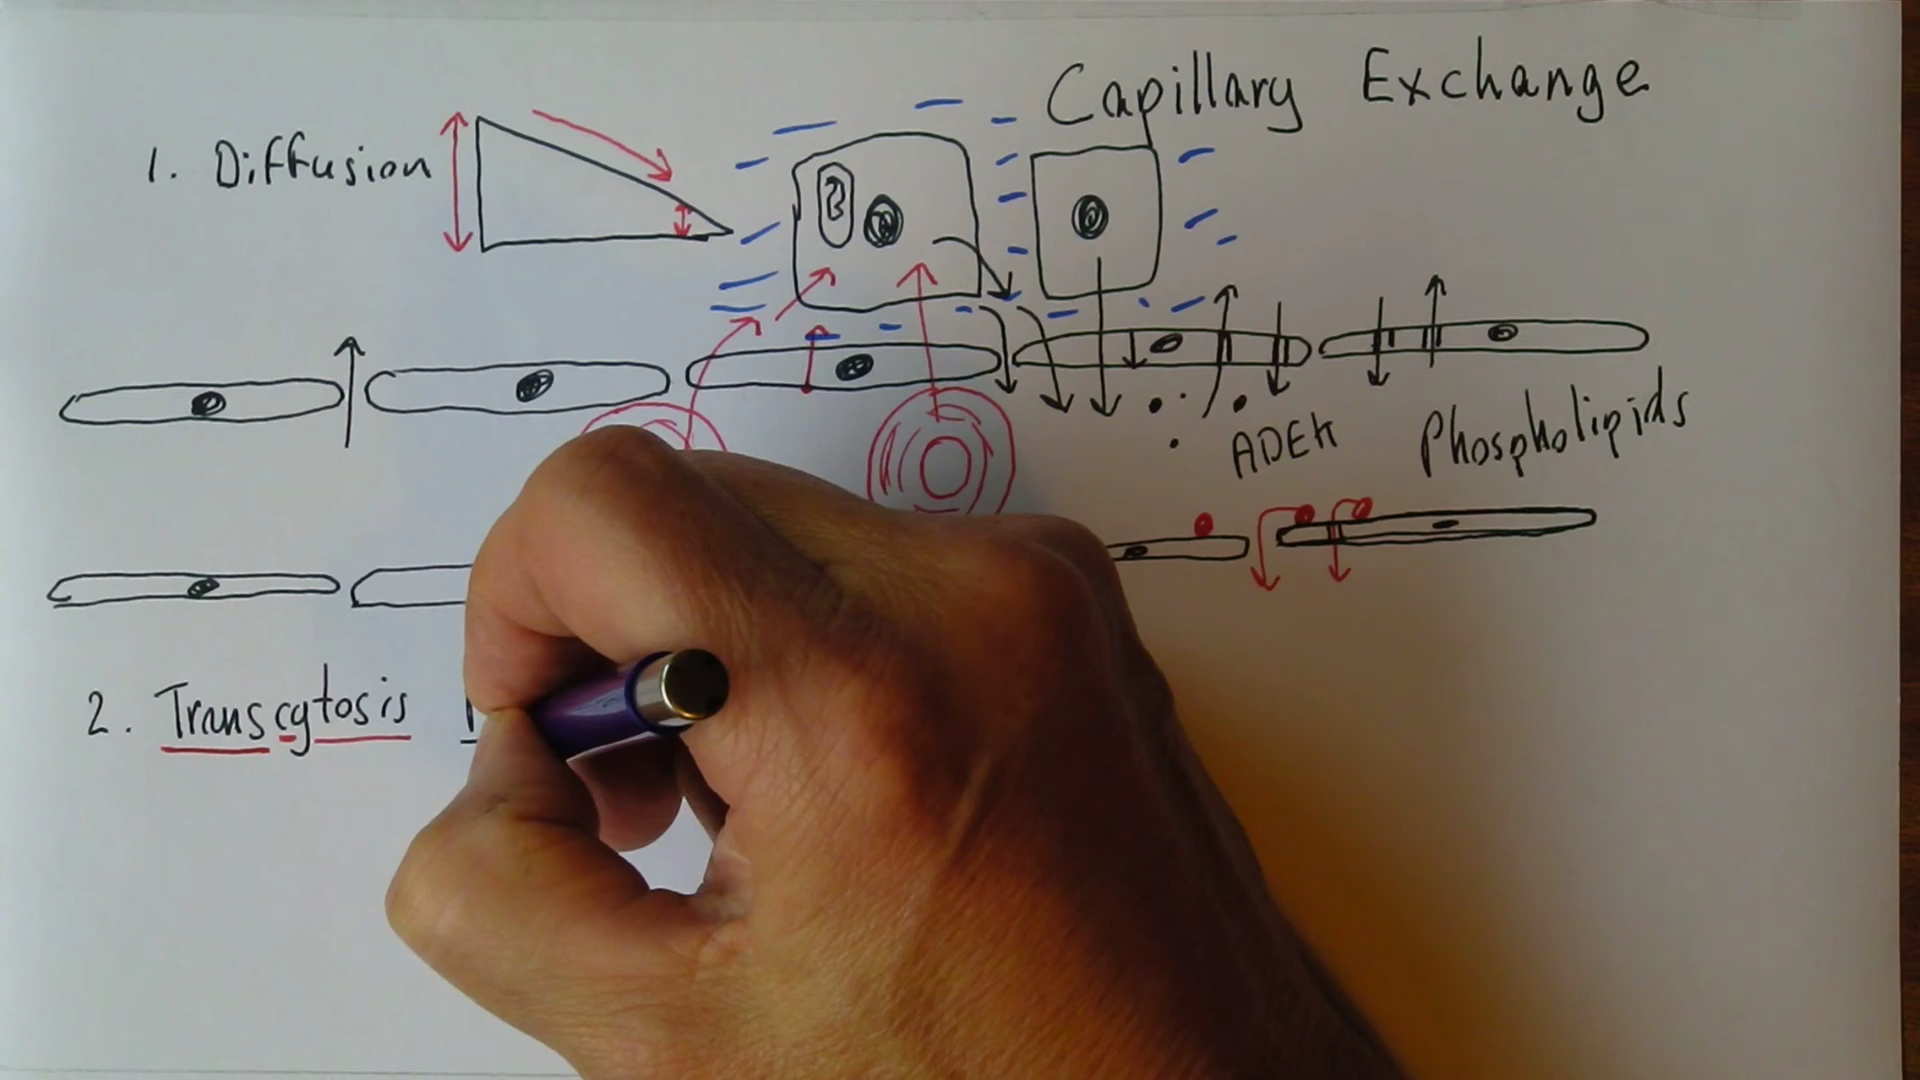 Capillary Exchange
1. Diffusion
ADEK
Phospholipids
2. Transcytosis